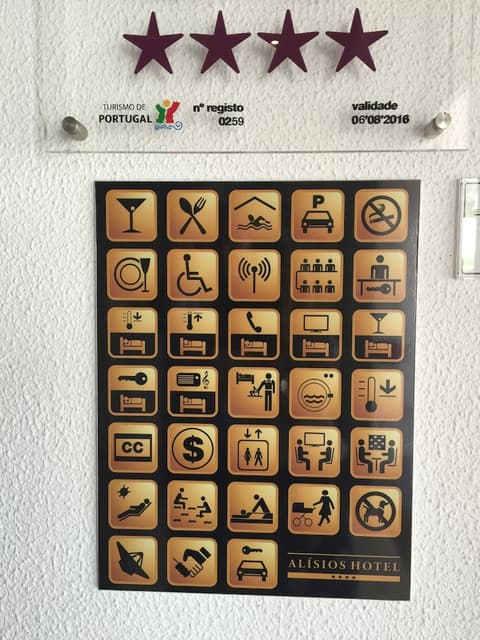 TURISMO DE
PORTUGAL
nº registo
0259
validade
06'08'2016
P
CC
$
ALÍSIOS HOTEL